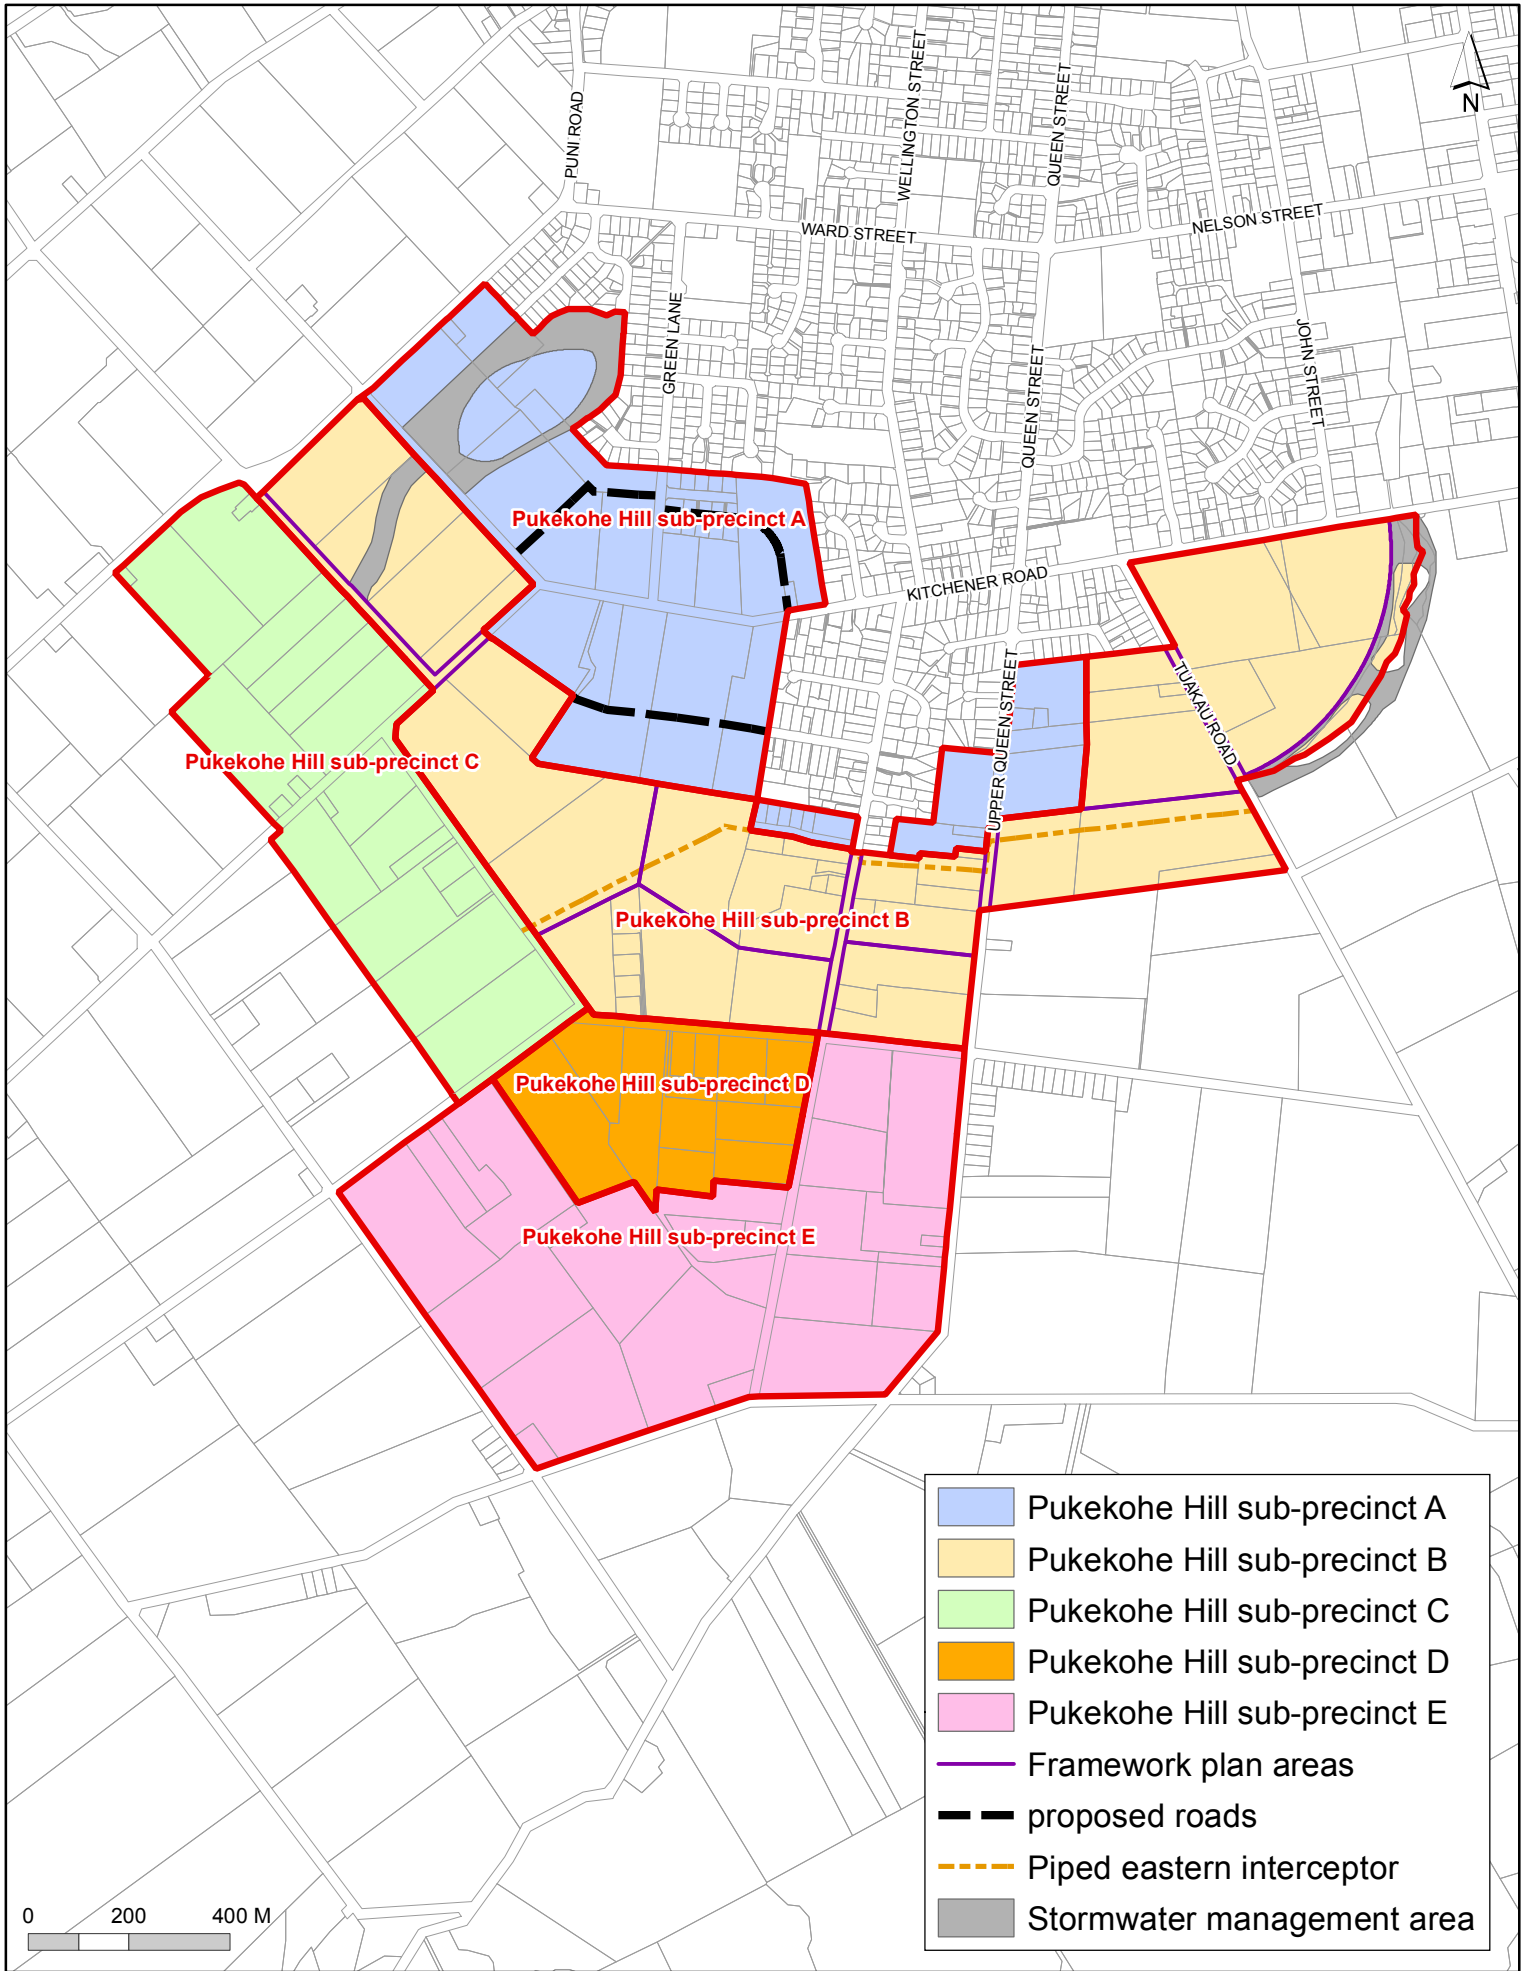 N
PUNI ROAD
WELLINGTON STREET
QUEEN STREET
WARD STREET
NELSON STREET
GREEN LANE
QUEEN STREET
JOHN STREET
Pukekohe Hill sub-precinct A
KITCHENER ROAD
UPPER QUEEN STREET
TUAKAU ROAD
Pukekohe Hill sub-precinct C
Pukekohe Hill sub-precinct B
Pukekohe Hill sub-precinct D
Pukekohe Hill sub-precinct E
Pukekohe Hill sub-precinct A
Pukekohe Hill sub-precinct B
Pukekohe Hill sub-precinct C
Pukekohe Hill sub-precinct D
Pukekohe Hill sub-precinct E
Framework plan areas
proposed roads
Piped eastern interceptor
Stormwater management area
0 200 400 M